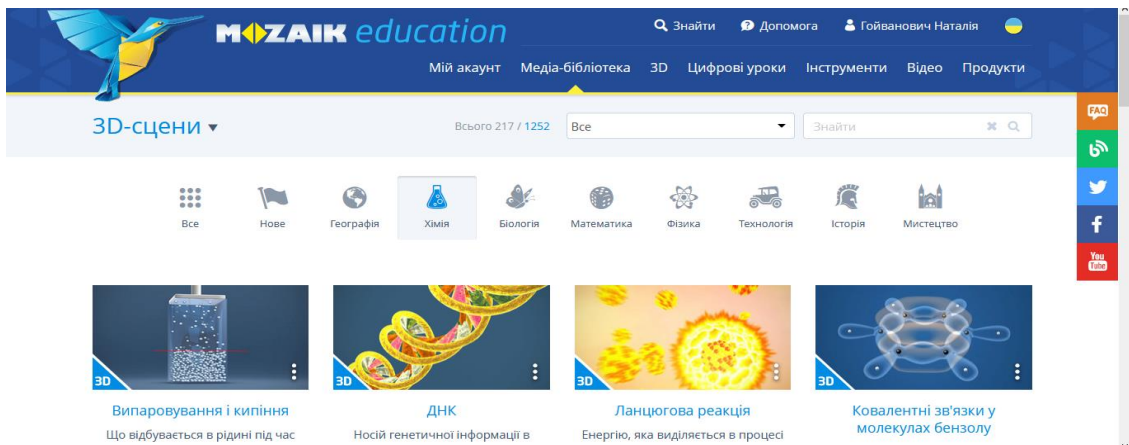 MOZAIK education
Знайти Допомога Гойванович Наталія
Мій акаунт Медіа-бібліотека 3D Цифрові уроки Інструменти Відео Продукти
3D-сцени Всього 217 / 1252 Все Знайти
FAQ
Все Нове Географія Хімія Біологія Математика Фізика Технологія Історія Мистецтво
You
Tube
3D 3D 3D 3D
Випаровування і кипіння ДНК Ланцюгова реакція Ковалентні зв'язки у
молекулах бензолу
Що відбувається в рідині під час Носій генетичної інформації в Енергію, яка виділяється в процесі